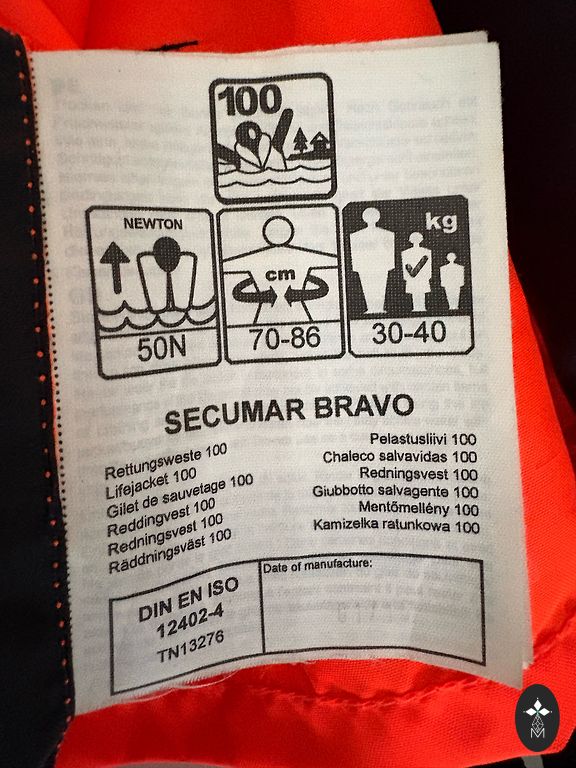 100
NEWTON
cm
kg
50N
70-86
30-40
SECUMAR BRAVO
Rettungsweste 100
Lifejacket 100
Gilet de sauvetage 100
Reddingvest 100
Redningsvest 100
Räddningsväst 100
Pelastusliivi 100
Chaleco salvavidas 100
Redningsvest 100
Giubbotto salvagente 100
Mentőmellény 100
Kamizelka ratunkowa 100
DIN EN ISO
12402-4
TN13276
Date of manufacture:
M